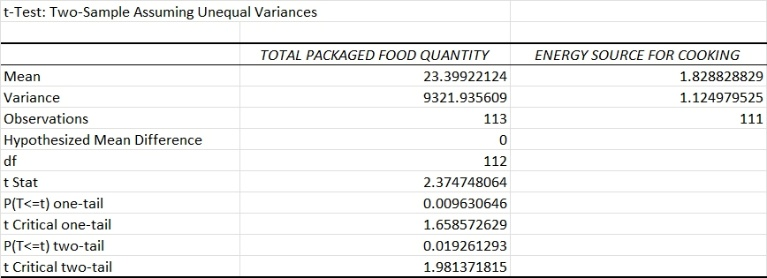 t-Test: Two-Sample Assuming Unequal Variances
TOTAL PACKAGED FOOD QUANTITY ENERGY SOURCE FOR COOKING
Mean 23.39922124 1.828828829
Variance 9321.935609 1.124979525
Observations 113 111
Hypothesized Mean Difference 0
df 112
t Stat 2.374748064
P(T<=t) one-tail 0.009630646
t Critical one-tail 1.658572629
P(T<=t) two-tail 0.019261293
t Critical two-tail 1.981371815